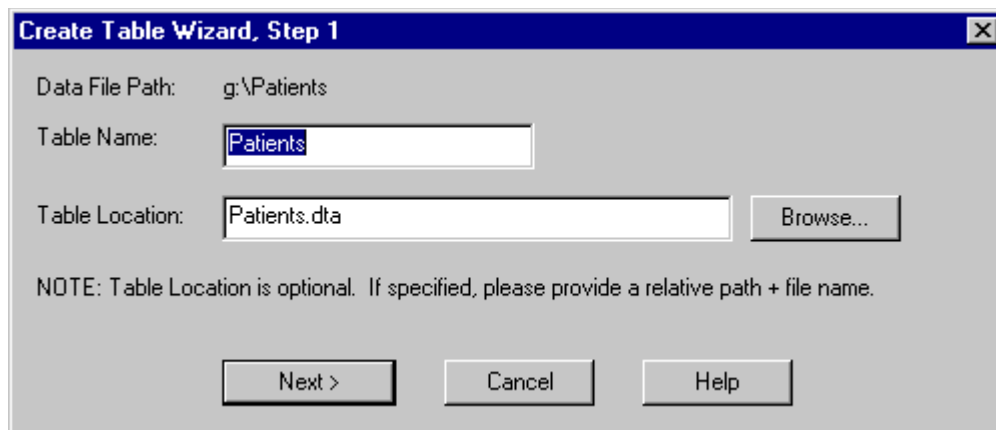 Create Table Wizard, Step 1
Data File Path: g:\Patients
Table Name: Patients
Table Location: Patients.dta Browse...
NOTE: Table Location is optional. If specified, please provide a relative path + file name.
Next > Cancel Help